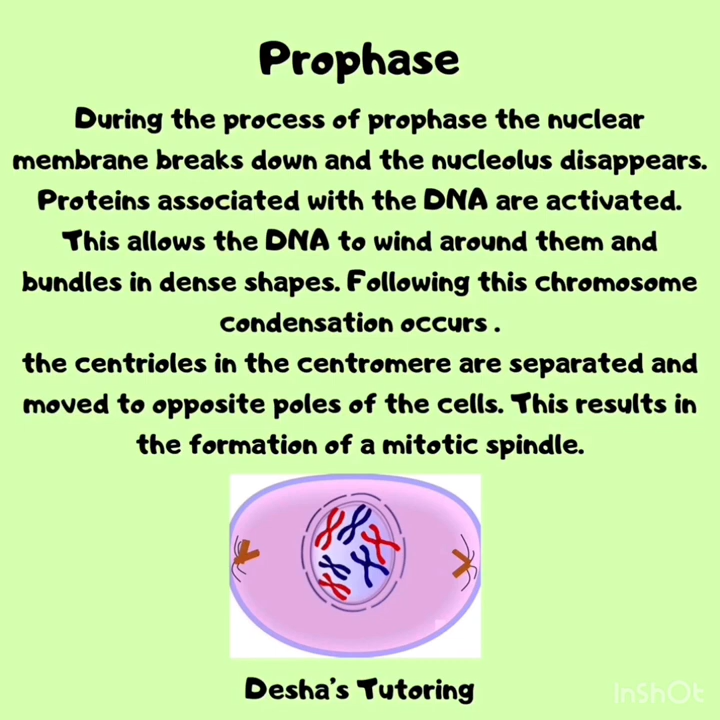 Prophase
During the process of prophase the nuclear
membrane breaks down and the nucleolus disappears.
Proteins associated with the DNA are activated.
This allows the DNA to wind around them and
bundles in dense shapes. Following this chromosome
condensation occurs .
the centrioles in the centromere are separated and
moved to opposite poles of the cells. This results in
the formation of a mitotic spindle.
Desha's Tutoring
InShOt